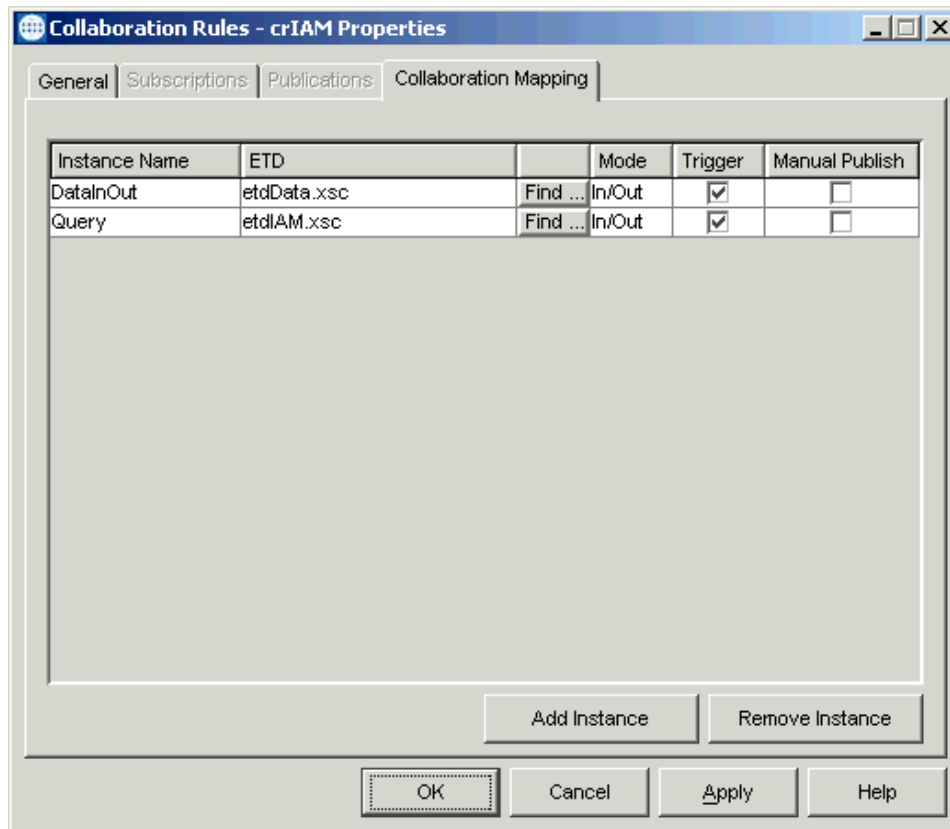 Collaboration Rules - crIAM Properties
General Subscriptions Publications Collaboration Mapping
Instance Name ETD Mode Trigger Manual Publish
DataInOut etdData.xsc Find ... In/Out
Query etdIAM.xsc Find ... In/Out
Add Instance Remove Instance
OK Cancel Apply Help